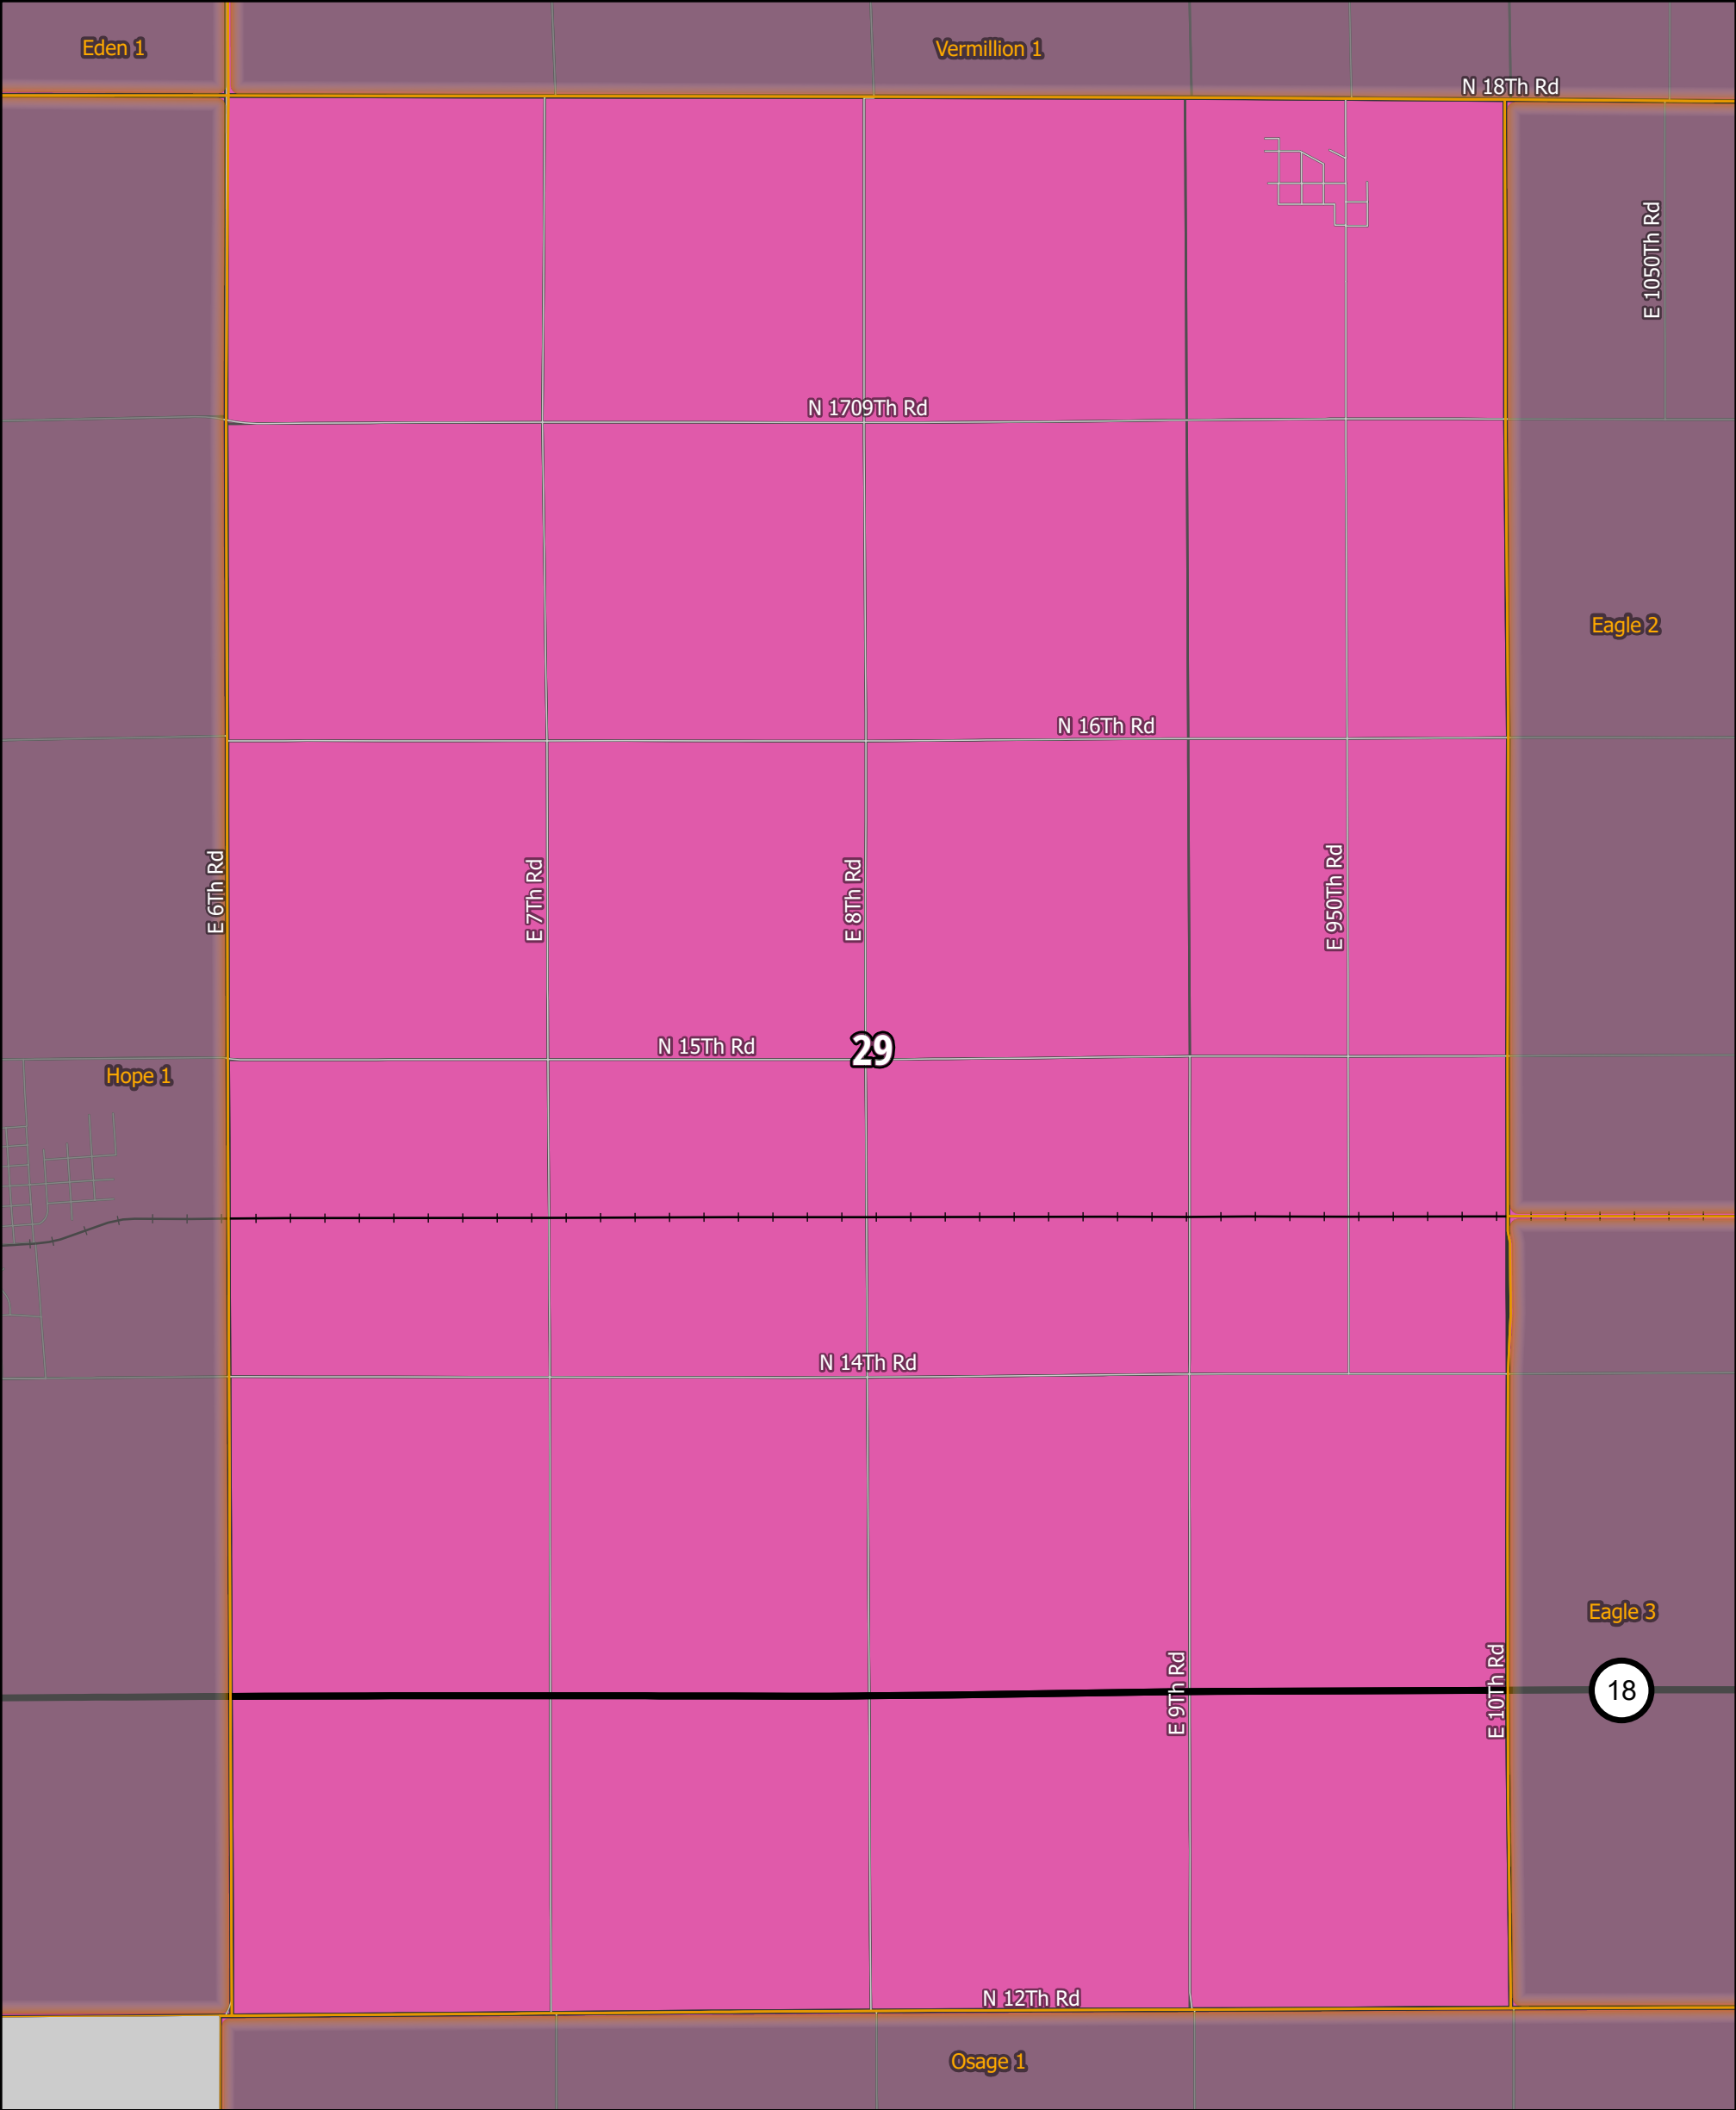 Eden 1
Vermillion 1
N 18Th Rd
E 1050Th Rd
N 1709Th Rd
Eagle 2
N 16Th Rd
E 6Th Rd
E 7Th Rd
E 8Th Rd
E 950Th Rd
N 15Th Rd
29
Hope 1
N 14Th Rd
Eagle 3
E 9Th Rd
E 10Th Rd
18
N 12Th Rd
Osage 1